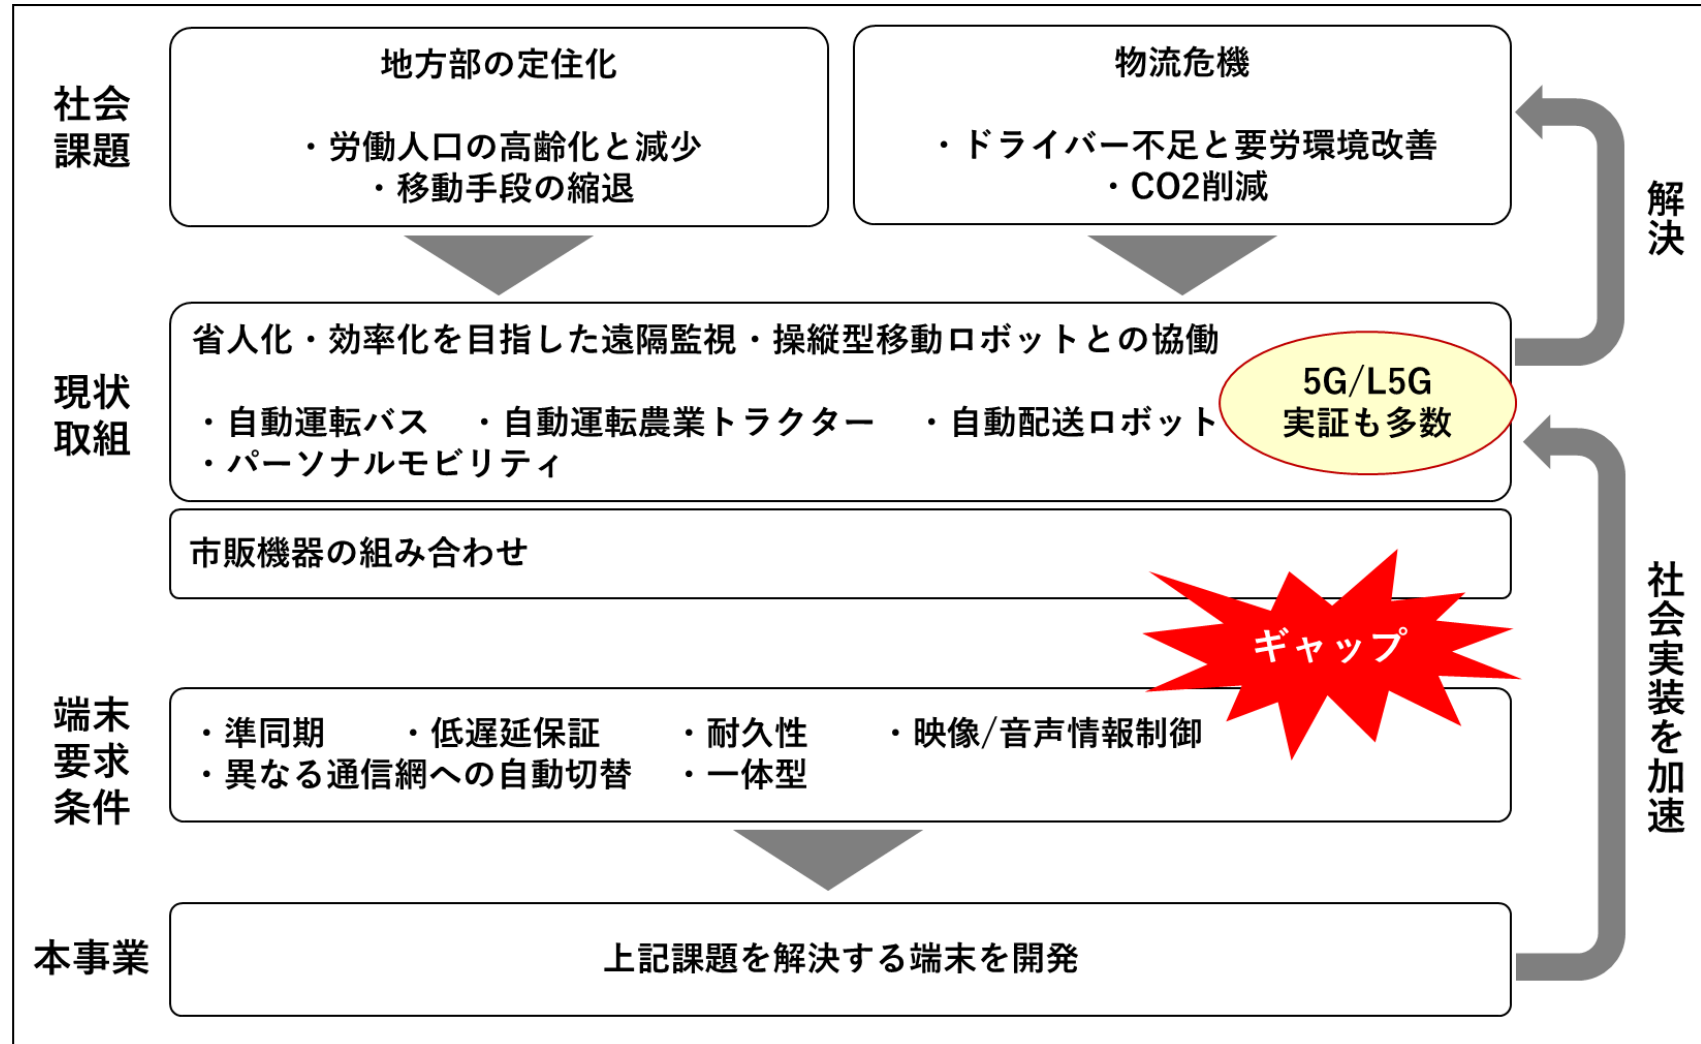 社会
課題
地方部の定住化
・労働人口の高齢化と減少
・移動手段の縮退
物流危機
・ドライバー不足と要労環境改善
・CO2削減
解決
現状
取組
省人化・効率化を目指した遠隔監視・操縦型移動ロボットとの協働
・自動運転バス ・自動運転農業トラクター ・自動配送ロボット
・パーソナルモビリティ
5G/L5G
実証も多数
市販機器の組み合わせ
ギャップ
社会実装を加速
端末
要求
条件
・準同期 ・低遅延保証 ・耐久性 ・映像/音声情報制御
・異なる通信網への自動切替 ・一体型
本事業
上記課題を解決する端末を開発